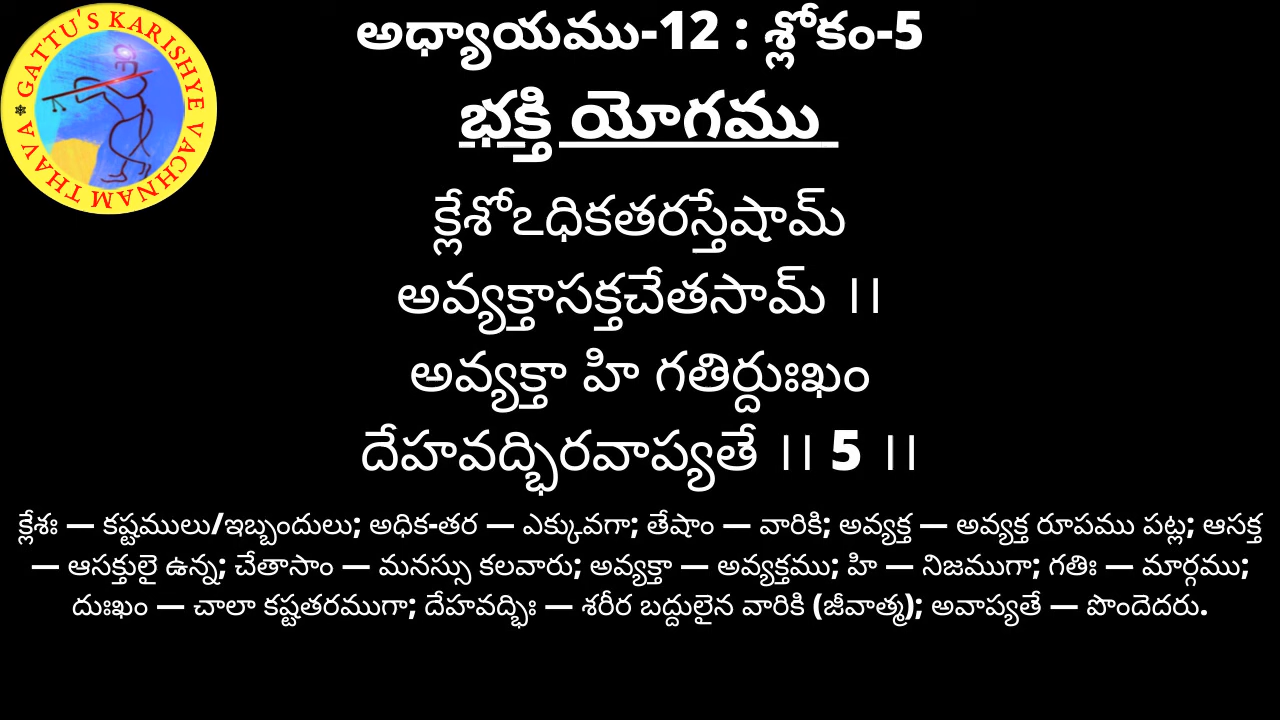 GATTU'S KARISHYE VACHNAM THAVA
అధ్యాయము-12 : శ్లోకం-5
భక్తి యోగము
క్లేశోఽధికతరస్తేషామ్
అవ్యక్తాసక్తచేతసామ్ ।।
అవ్యక్తా హి గతిర్దుఃఖం
దేహవద్భిరవాప్యతే ।। 5 ।।
క్లేశః — కష్టములు/ఇబ్బందులు; అధిక-తర — ఎక్కువగా; తేషాం — వారికి; అవ్యక్త — అవ్యక్త రూపము పట్ల; ఆసక్త
— ఆసక్తులై ఉన్న; చేతాసాం — మనస్సు కలవారు; అవ్యక్తా — అవ్యక్తము; హి — నిజముగా; గతిః — మార్గము;
దుఃఖం — చాలా కష్టతరముగా; దేహవద్భిః — శరీర బద్దులైన వారికి (జీవాత్మ); అవాప్యతే — పొందెదరు.